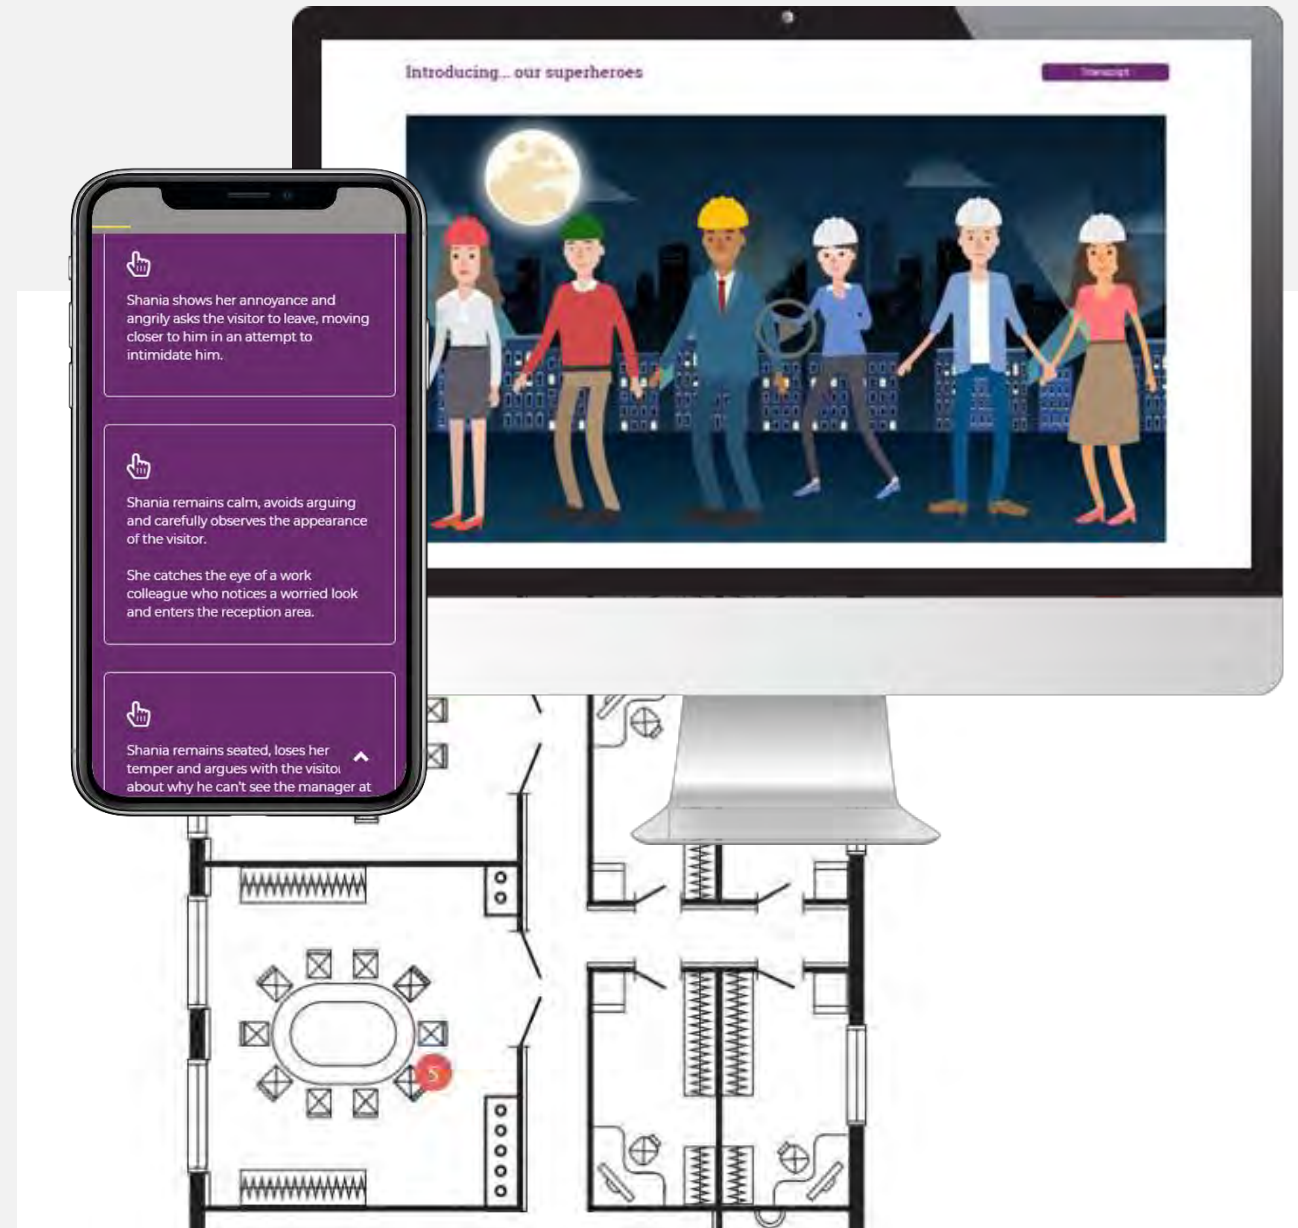 Introducing... our superheroes
Transcript
Shania shows her annoyance and
angrily asks the visitor to leave, moving
closer to him in an attempt to
intimidate him.
Shania remains calm, avoids arguing
and carefully observes the appearance
of the visitor.
She catches the eye of a work
colleague who notices a worried look
and enters the reception area.
Shania remains seated, loses her
temper and argues with the visitor
about why he can't see the manager at
5